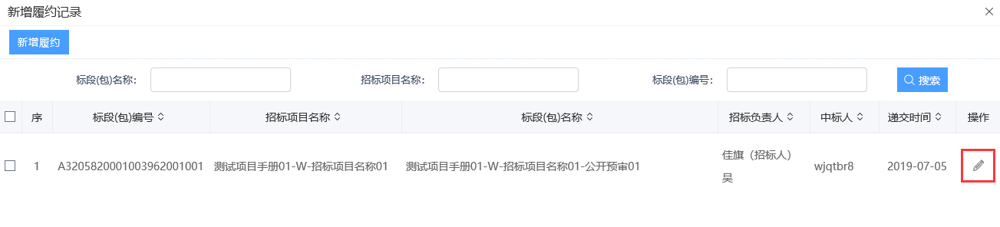 新增履约记录
新增履约
标段(包)名称: 招标项目名称: 标段(包)编号: 搜索
序 标段(包)编号 招标项目名称 标段(包)名称 招标负责人 中标人 递交时间 操作
1 A3205820001003962001001 测试项目手册01-W-招标项目名称01 测试项目手册01-W-招标项目名称01-公开预审01 佳旗（招标人） wjqtbr8 2019-07-05
吴